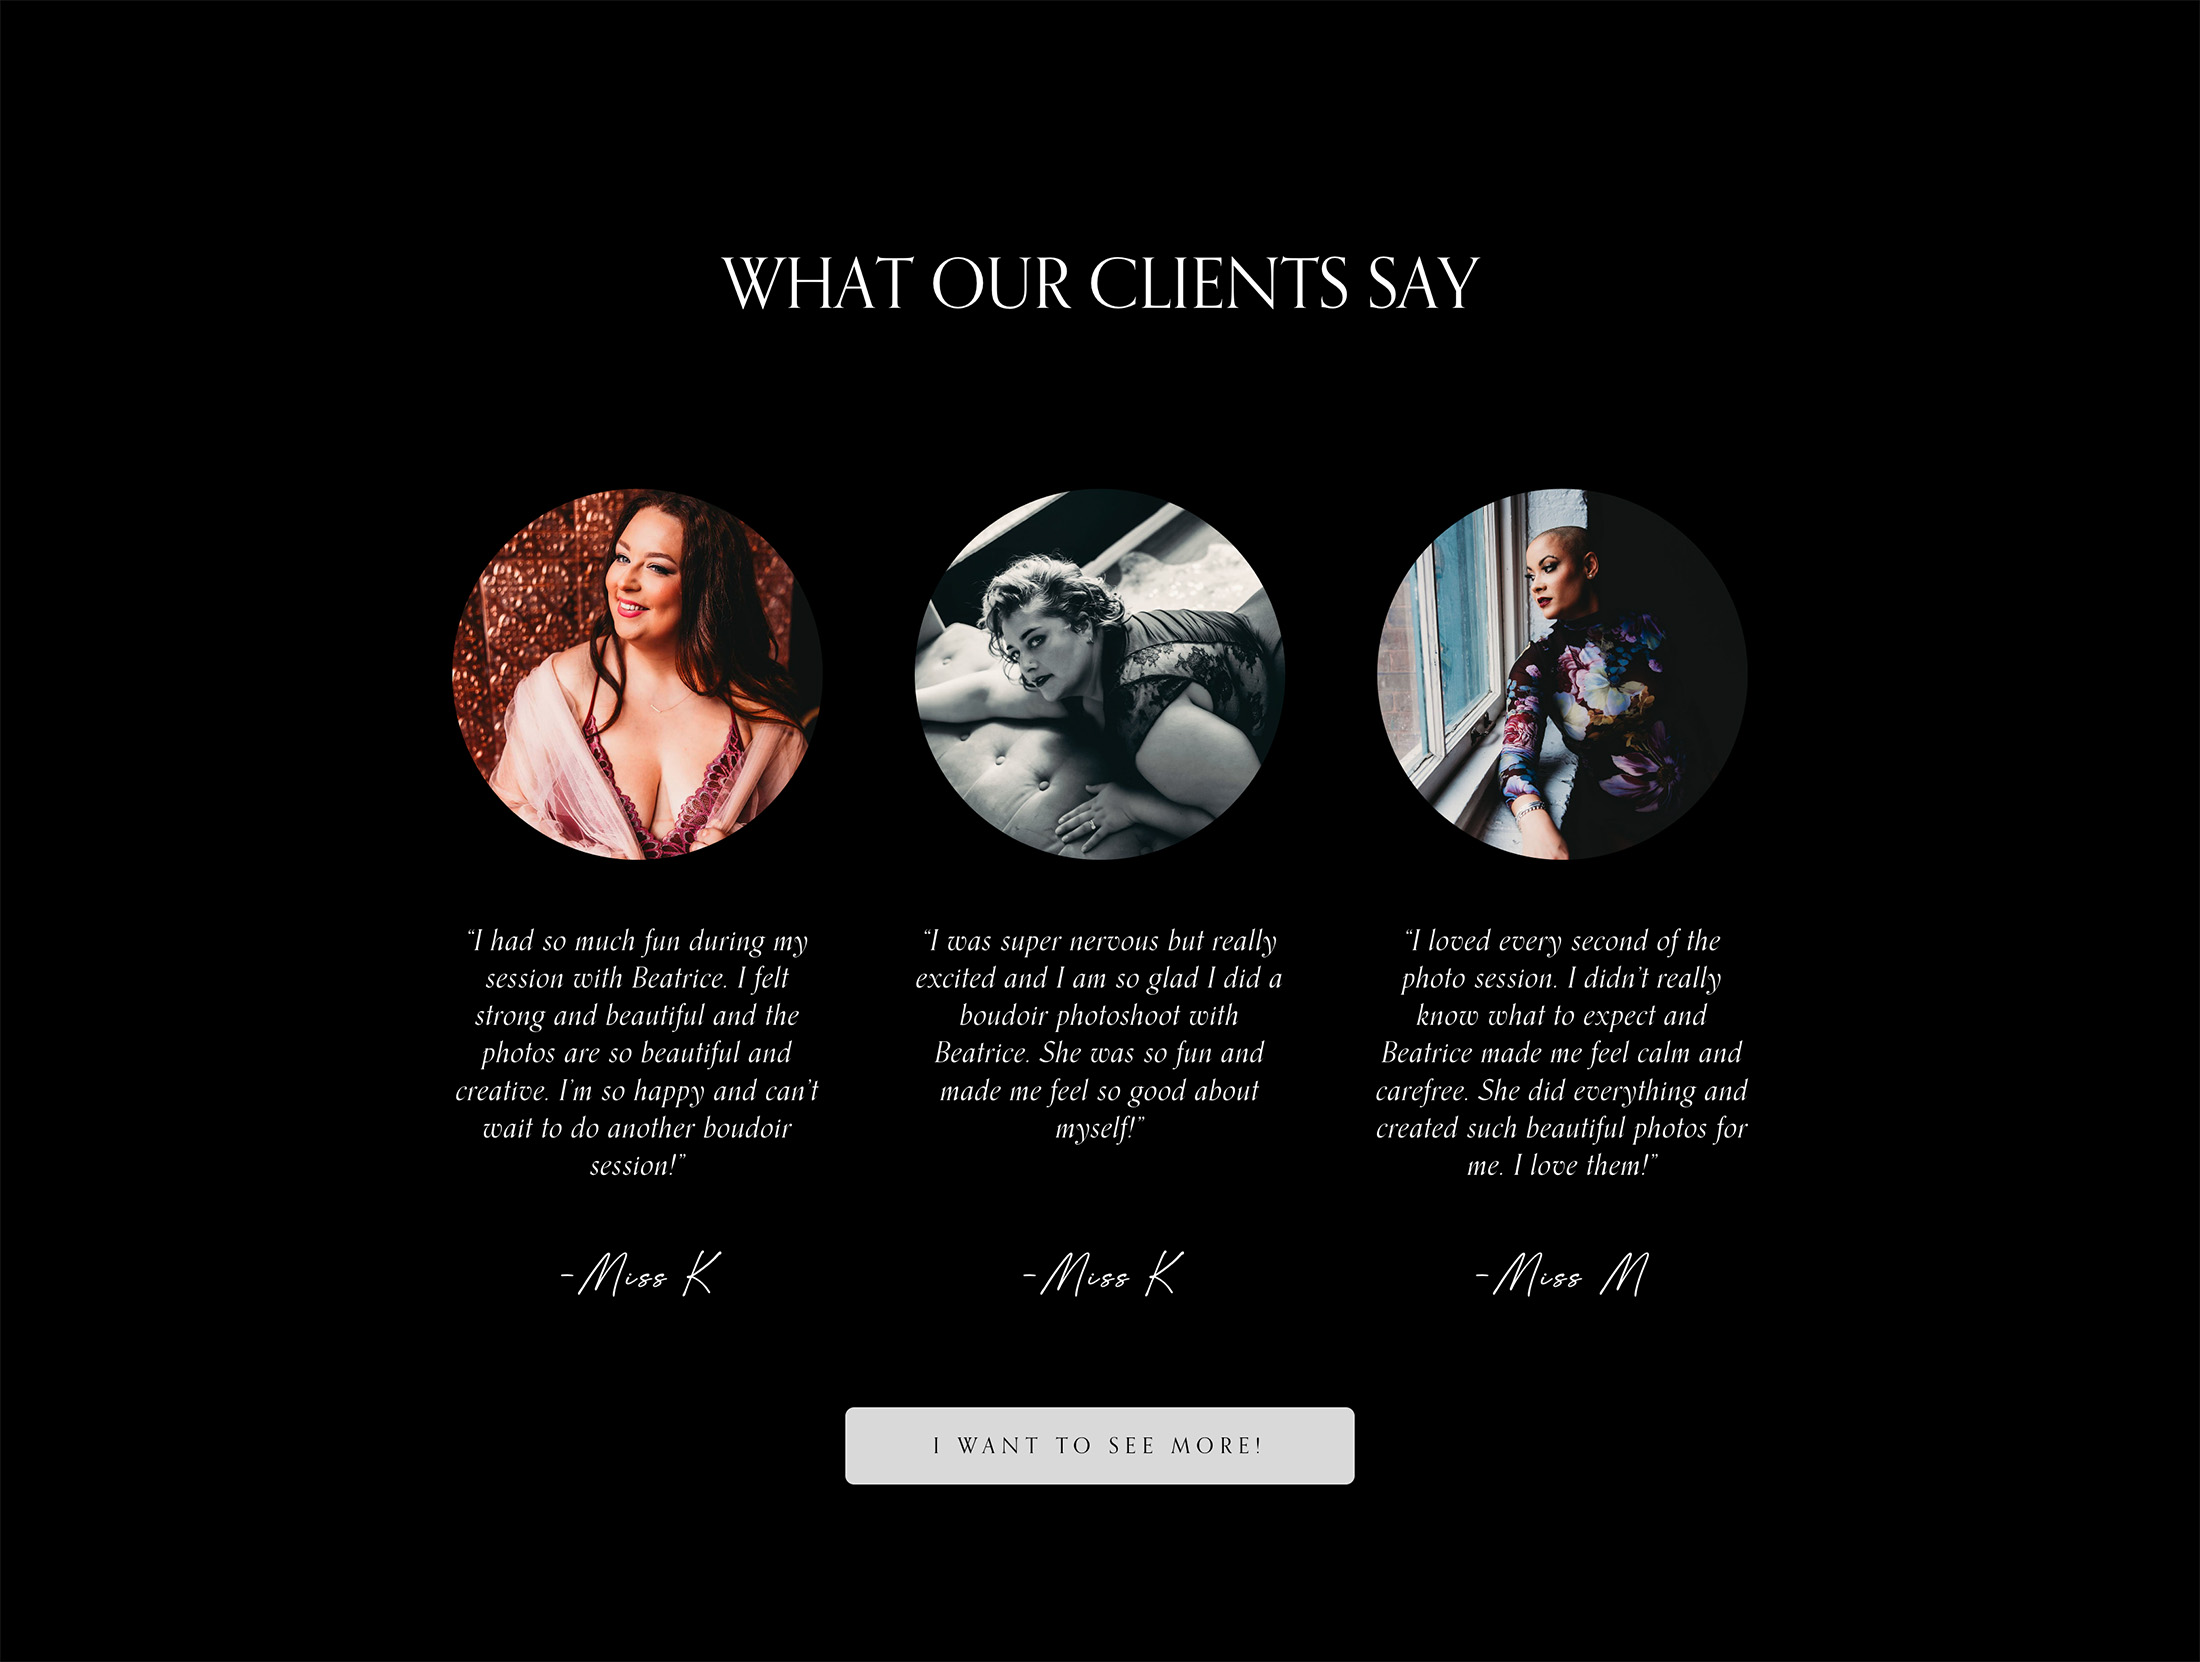 WHAT OUR CLIENTS SAY
“I had so much fun during my
session with Beatrice. I felt
strong and beautiful and the
photos are so beautiful and
creative. I’m so happy and can’t
wait to do another boudoir
session!”
-Miss K
“I was super nervous but really
excited and I am so glad I did a
boudoir photoshoot with
Beatrice. She was so fun and
made me feel so good about
myself!”
-Miss K
“I loved every second of the
photo session. I didn’t really
know what to expect and
Beatrice made me feel calm and
carefree. She did everything and
created such beautiful photos for
me. I love them!”
-Miss M
I WANT TO SEE MORE!